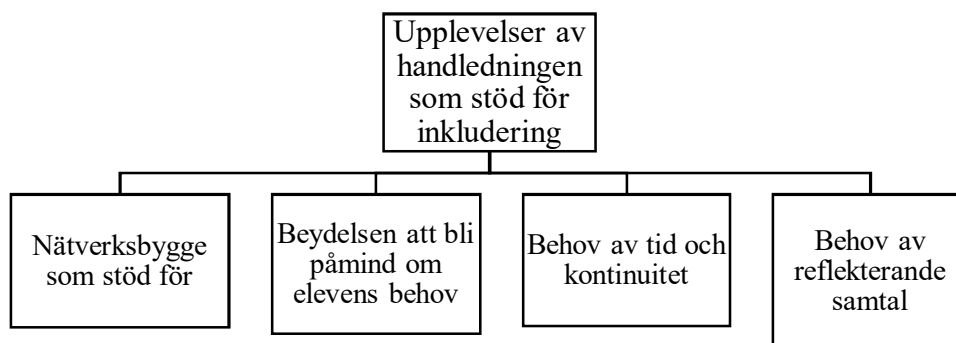 Upplevelser av
handledningen
som stöd för
inkludering
Nätverksbygge
som stöd för
Beydelsen att bli
påmind om
elevens behov
Behov av tid och
kontinuitet
Behov av
reflekterande
samtal